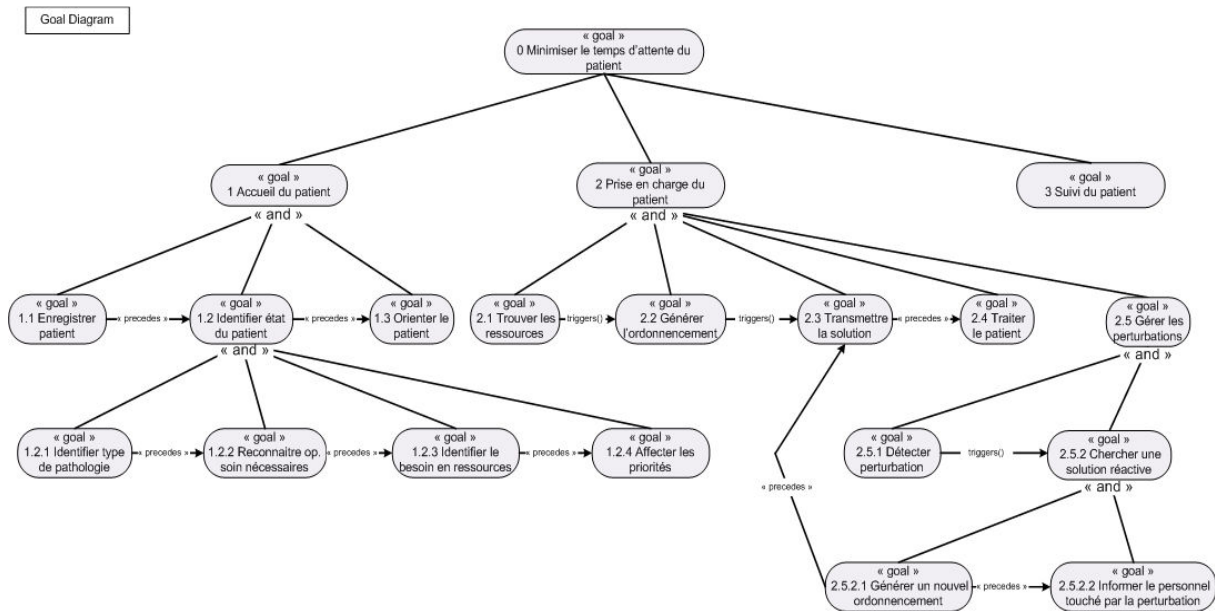 Goal Diagram
« goal »
0 Minimiser le temps d'attente du
patient
« goal »
1 Accueil du patient
« and »
« goal »
2 Prise en charge du
patient
« and »
« goal »
3 Suivi du patient
« goal »
1.1 Enregistrer
patient
« precedes »
« goal »
1.2 Identifier état
du patient
« and »
« precedes »
« goal »
1.3 Orienter le
patient
« goal »
2.1 Trouver les
ressources
triggers()
« goal »
2.2 Générer
l'ordonnencement
triggers()
« goal »
2.3 Transmettre
la solution
« precedes »
« goal »
2.4 Traiter
le patient
« goal »
2.5 Gérer les
perturbations
« and »
« goal »
1.2.1 Identifier type
de pathologie
« precedes »
« goal »
1.2.2 Reconnaitre op.
soin nécessaires
« precedes »
« goal »
1.2.3 Identifier le
besoin en ressources
« precedes »
« goal »
1.2.4 Affecter les
priorités
« goal »
2.5.1 Détecter
perturbation
triggers()
« goal »
2.5.2 Chercher une
solution réactive
« and »
« precedes »
« goal »
2.5.2.1 Générer un nouvel
ordonnencement
« precedes »
« goal »
2.5.2.2 Informer le personnel
touché par la perturbation